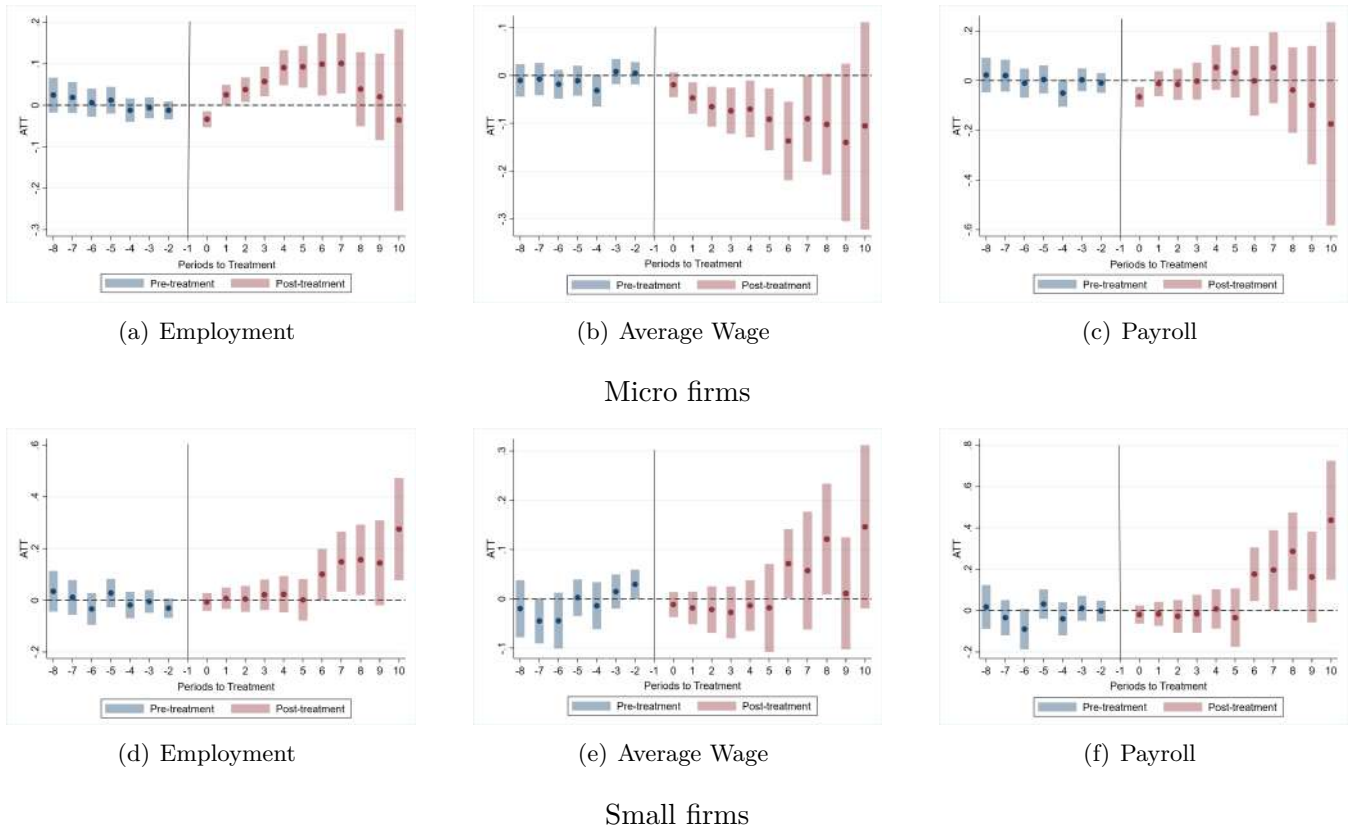 ATT
.2
.1
0
-.1
-.2
-.3
-8 -7 -6 -5 -4 -3 -2 -1 0 1 2 3 4 5 6 7 8 9 10
Periods to Treatment
Pre-treatment Post-treatment
(a) Employment
ATT
.1
0
-.1
-.2
-.3
-8 -7 -6 -5 -4 -3 -2 -1 0 1 2 3 4 5 6 7 8 9 10
Periods to Treatment
Pre-treatment Post-treatment
(b) Average Wage
ATT
.2
0
-.2
-.4
-.6
-8 -7 -6 -5 -4 -3 -2 -1 0 1 2 3 4 5 6 7 8 9 10
Periods to Treatment
Pre-treatment Post-treatment
(c) Payroll
Micro firms
ATT
.6
.4
.2
0
-.2
-8 -7 -6 -5 -4 -3 -2 -1 0 1 2 3 4 5 6 7 8 9 10
Periods to Treatment
Pre-treatment Post-treatment
(d) Employment
ATT
.3
.2
.1
0
-.1
-8 -7 -6 -5 -4 -3 -2 -1 0 1 2 3 4 5 6 7 8 9 10
Periods to Treatment
Pre-treatment Post-treatment
(e) Average Wage
ATT
.8
.6
.4
.2
0
-.2
-8 -7 -6 -5 -4 -3 -2 -1 0 1 2 3 4 5 6 7 8 9 10
Periods to Treatment
Pre-treatment Post-treatment
(f) Payroll
Small firms